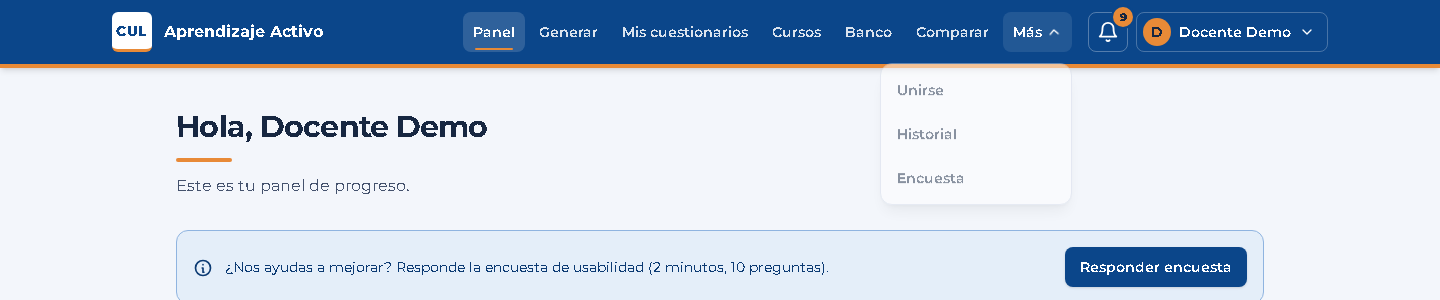 CUL Aprendizaje Activo Panel Generar Mis cuestionarios Cursos Banco Comparar Más 9 D Docente Demo
Unirse
Hola, Docente Demo
Historial
Encuesta
Este es tu panel de progreso.
¿Nos ayudas a mejorar? Responde la encuesta de usabilidad (2 minutos, 10 preguntas). Responder encuesta